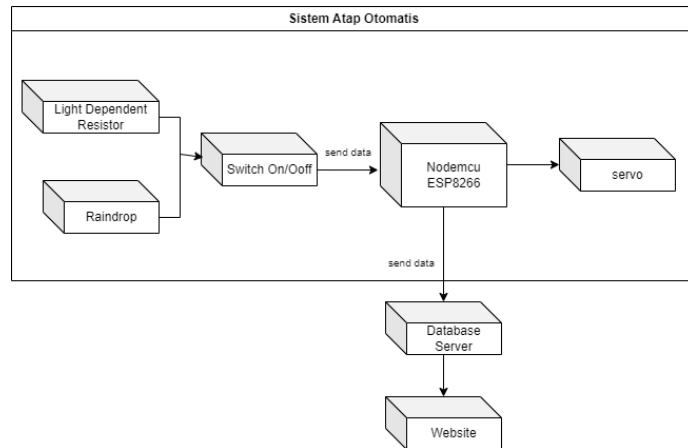 Sistem Atap Otomatis
Light Dependent
Resistor
Raindrop
Switch On/Ooff
send data
Nodemcu
ESP8266
servo
send data
Database
Server
Website